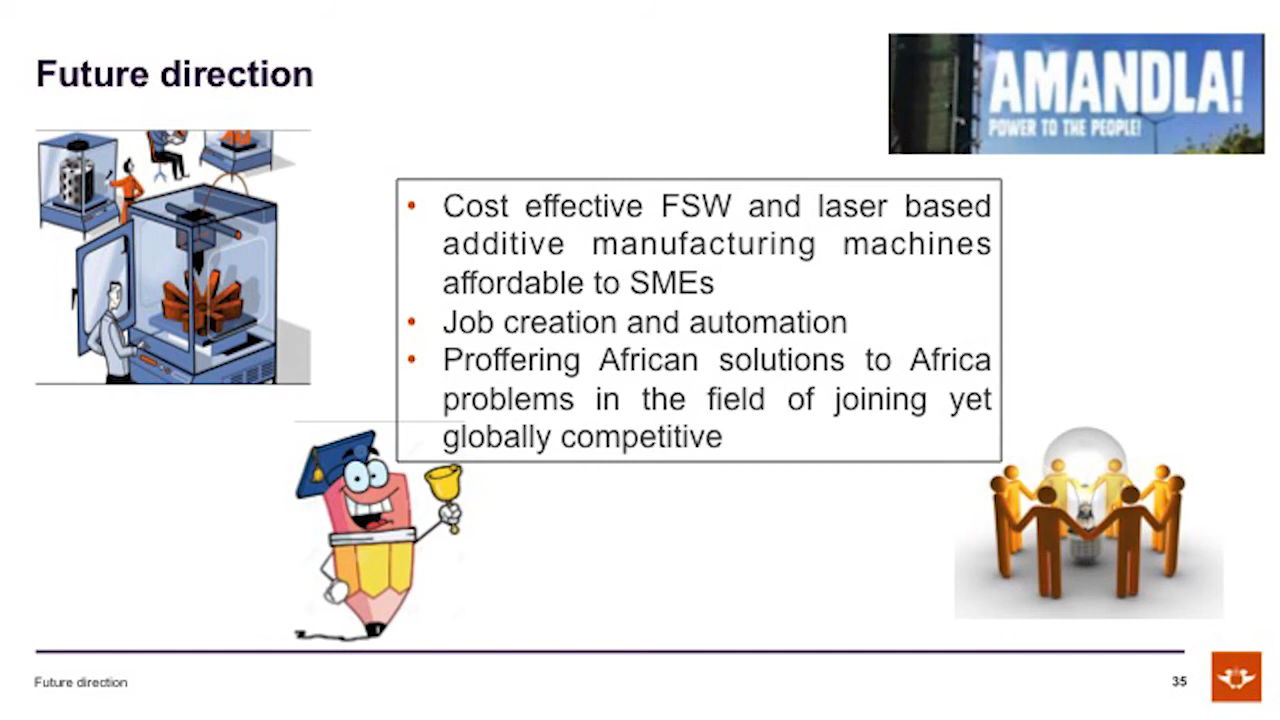 Future direction
AMANDLA!
POWER TO THE PEOPLE!
• Cost effective FSW and laser based
additive manufacturing machines
affordable to SMEs
• Job creation and automation
• Proffering African solutions to Africa
problems in the field of joining yet
globally competitive
Future direction
35